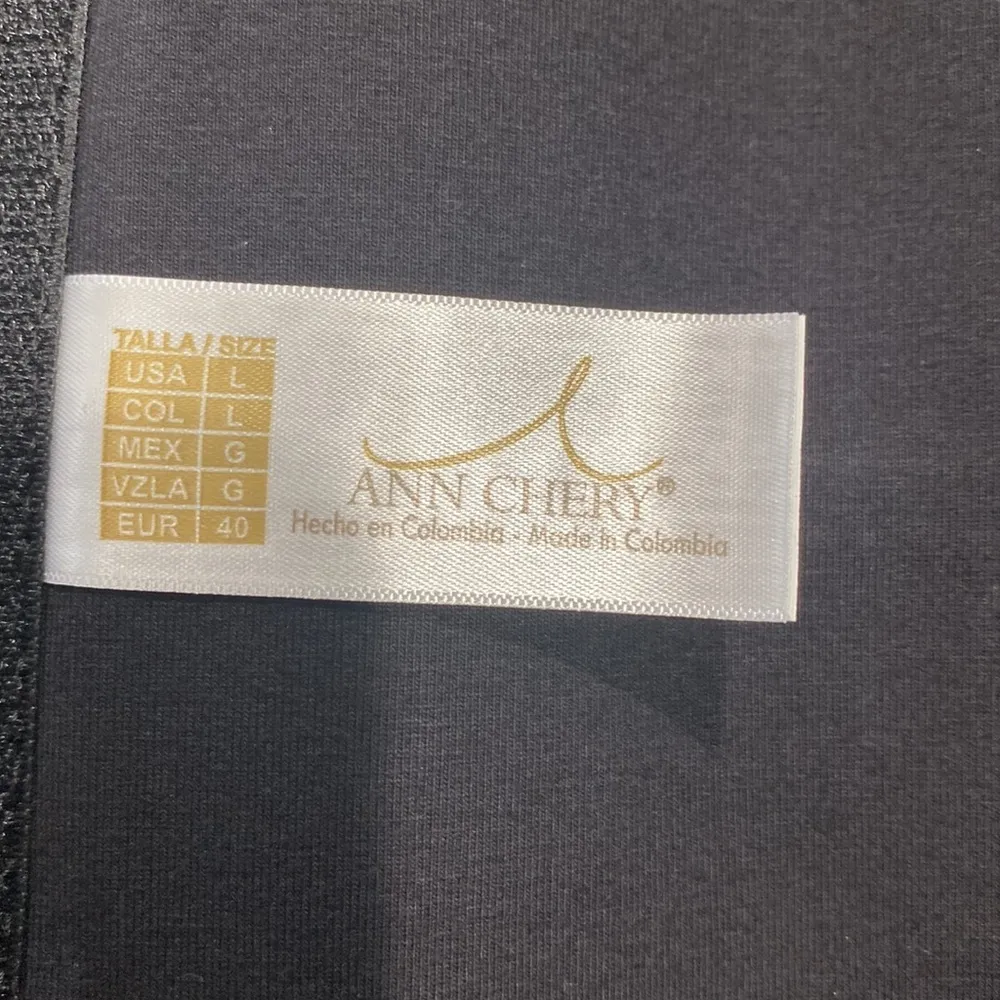 TALLA / SIZE
USA L
COL L
MEX G
VZLA G
EUR 40
ANN CHERY®
Hecho en Colombia - Made in Colombia